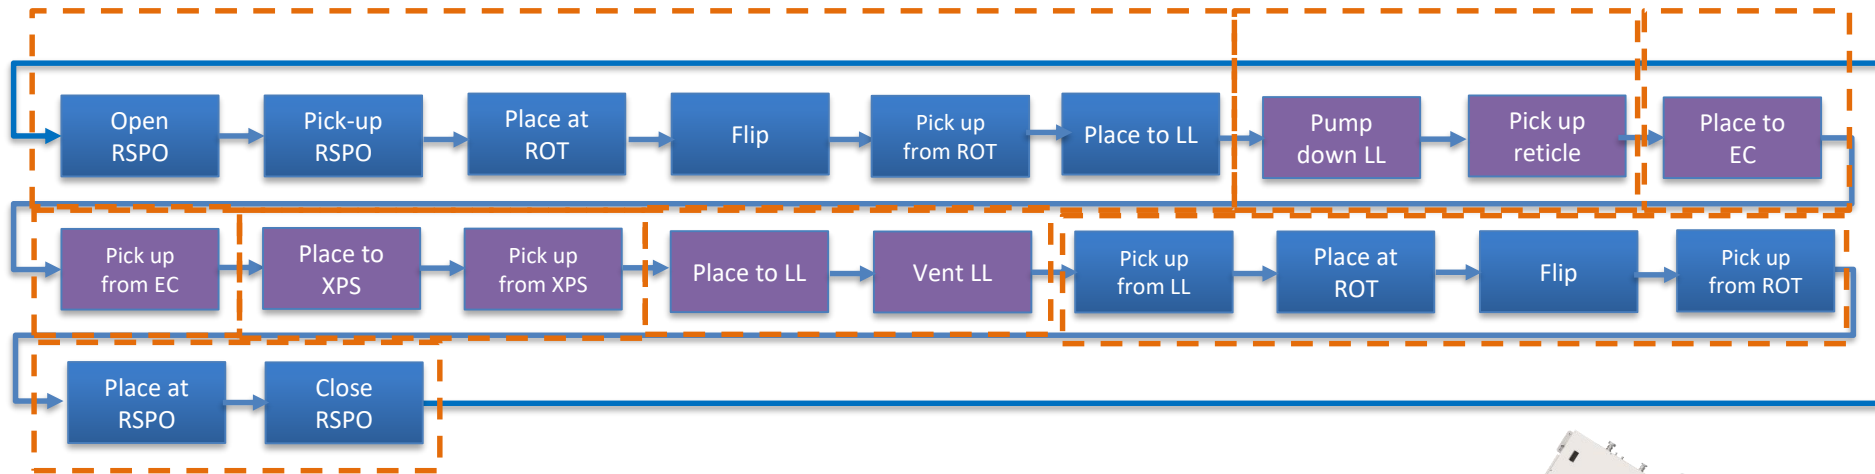 Open
RSPO
Pick-up
RSPO
Place at
ROT
Flip
Pick up
from ROT
Place to LL
Pump
down LL
Pick up
reticle
Place to
EC
Pick up
from EC
Place to
XPS
Pick up
from XPS
Place to LL
Vent LL
Pick up
from LL
Place at
ROT
Flip
Pick up
from ROT
Place at
RSPO
Close
RSPO